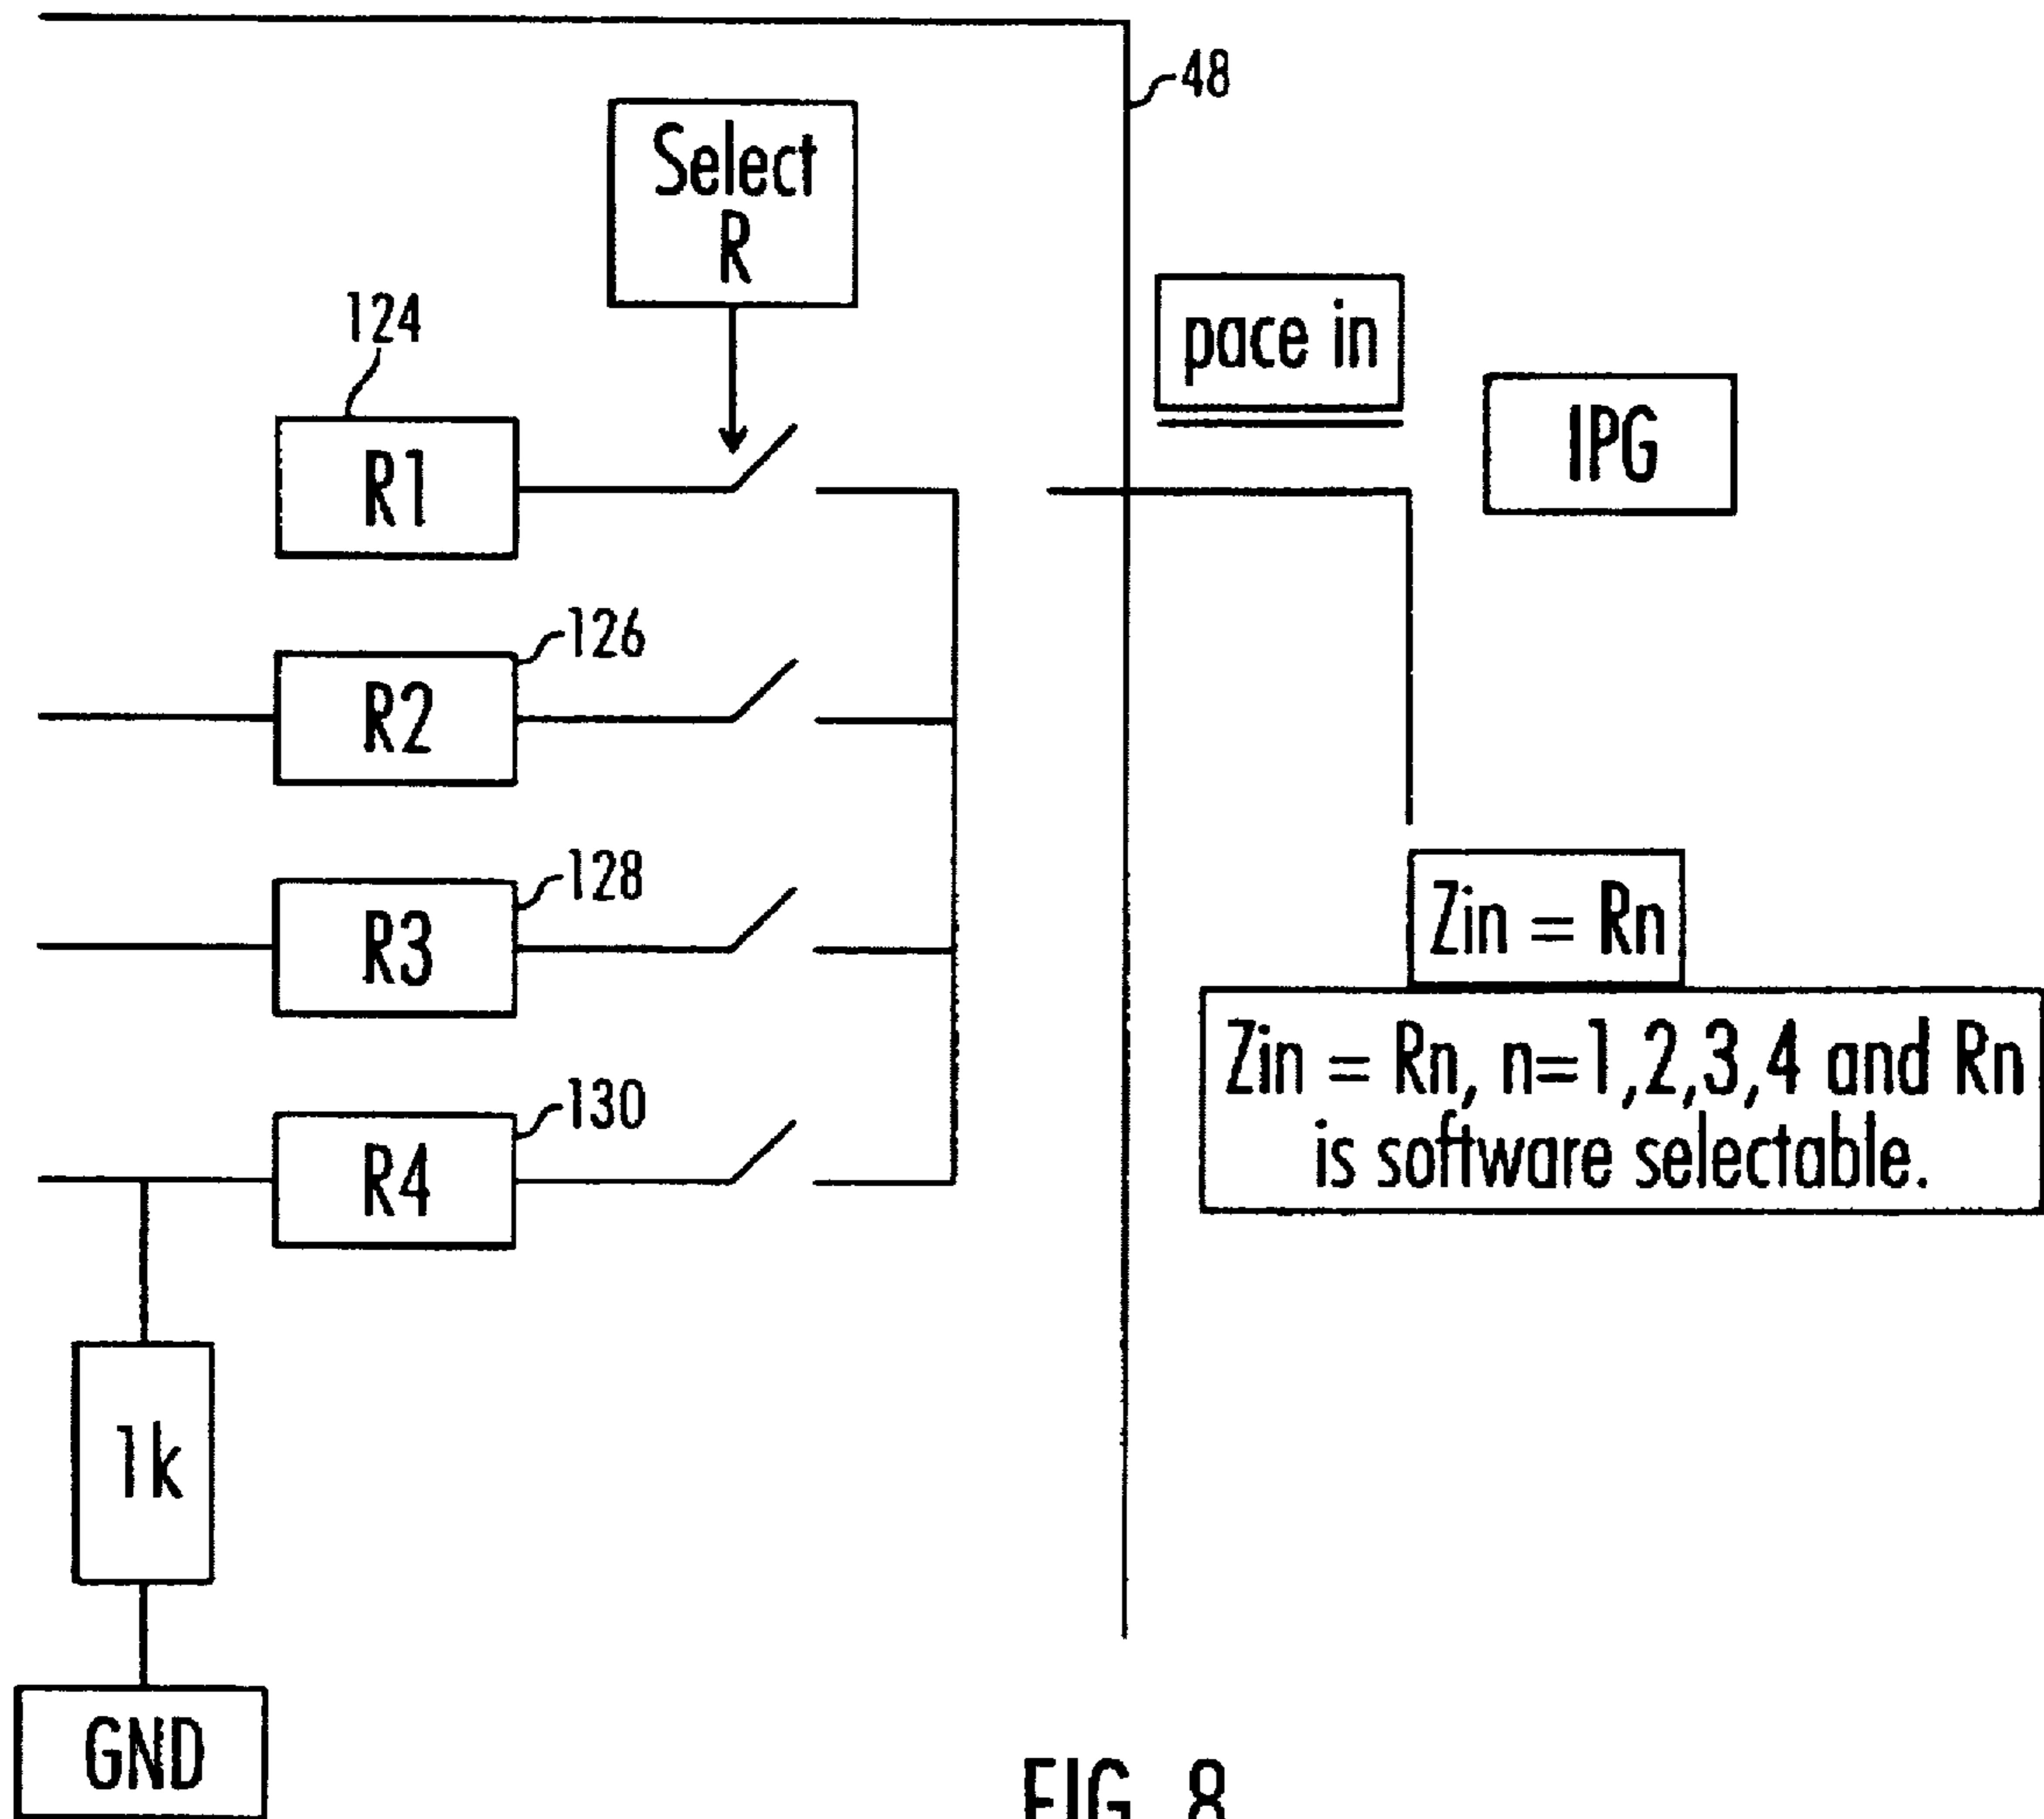 48
Select
R
124
pace in
IPG
R1
126
R2
128
R3
Zin = Rn
Zin = Rn, n=1,2,3,4 and Rn
is software selectable.
130
R4
1k
GND
FIG. 8